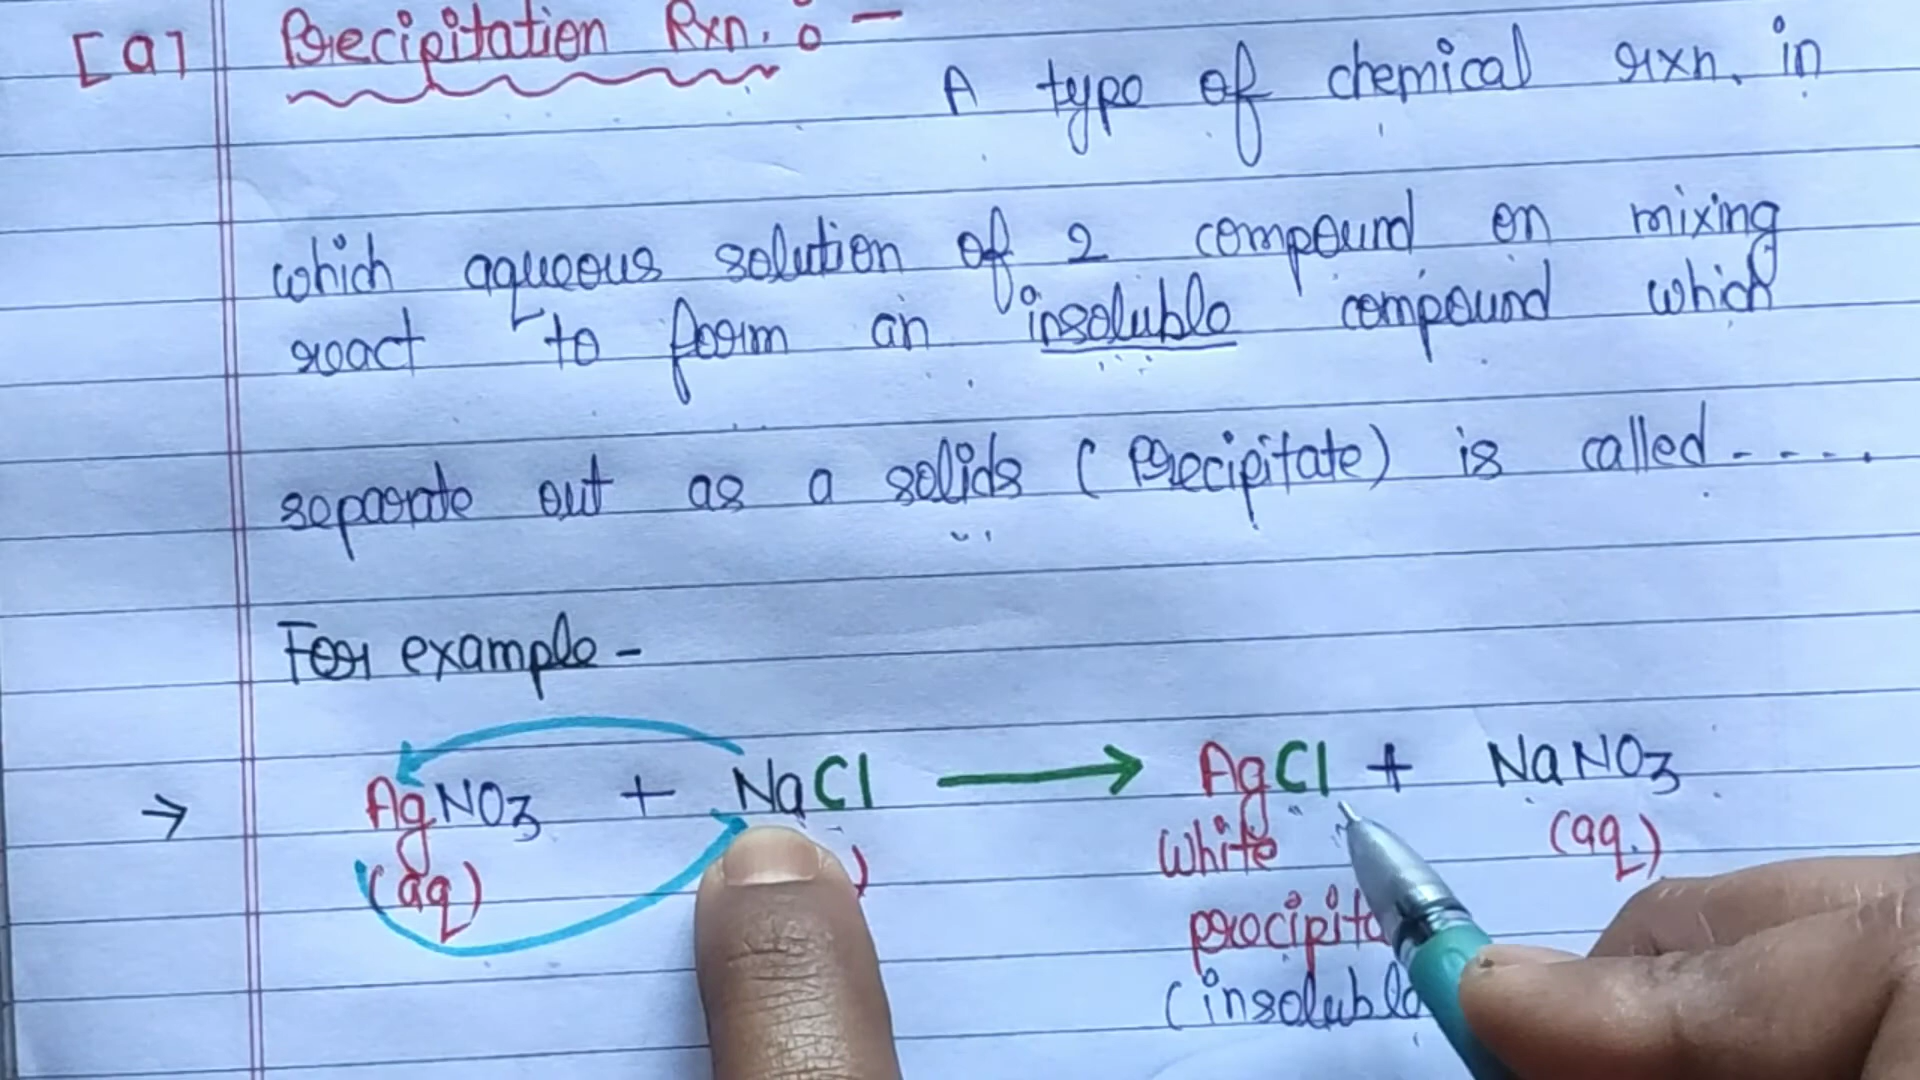 [a] Precipitation Rxn. :-
A type of chemical rxn. in
which aqueous solution of 2 compound on mixing
react to form an insoluble compound which
separate out as a solids (Precipitate) is called-....
For example-
→ AgNO3 + NaCl → AgCl + NaNO3
(aq) ) White (aq.)
(insoluble